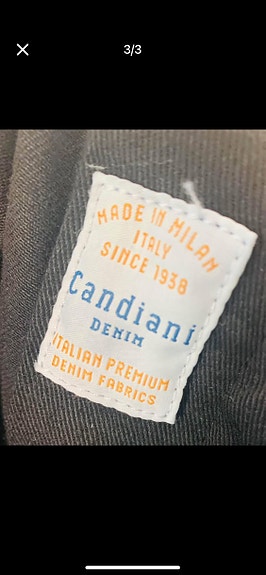 3/3
MADE IN MILAN
ITALY
SINCE 1938
Candiani
DENIM
ITALIAN PREMIUM
DENIM FABRICS